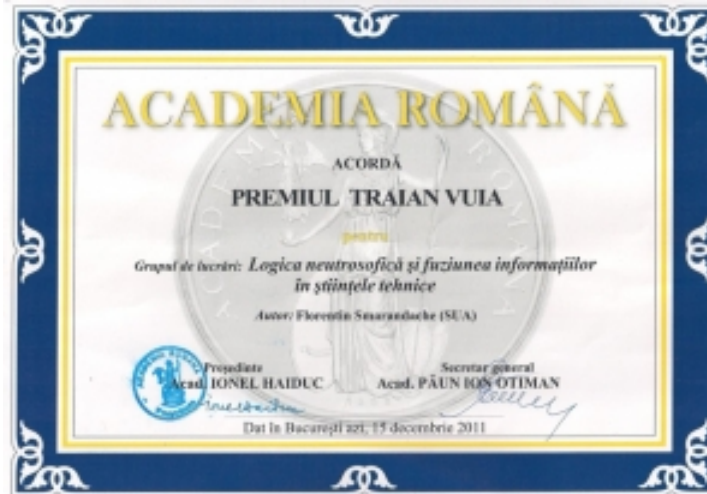 ACADEMIA ROMÂNĂ
ACORDĂ
PREMIUL TRAIAN VUIA
pentru
Grupul de lucrări: Logica neutrosofică și fuziunea informațiilor
în științele tehnice
Autor: Florentin Smarandache (SUA)
Președinte
Acad. IONEL HAIDUC
Secretar general
Acad. PĂUN ION OTIMAN
Dat în București azi, 15 decembrie 2011